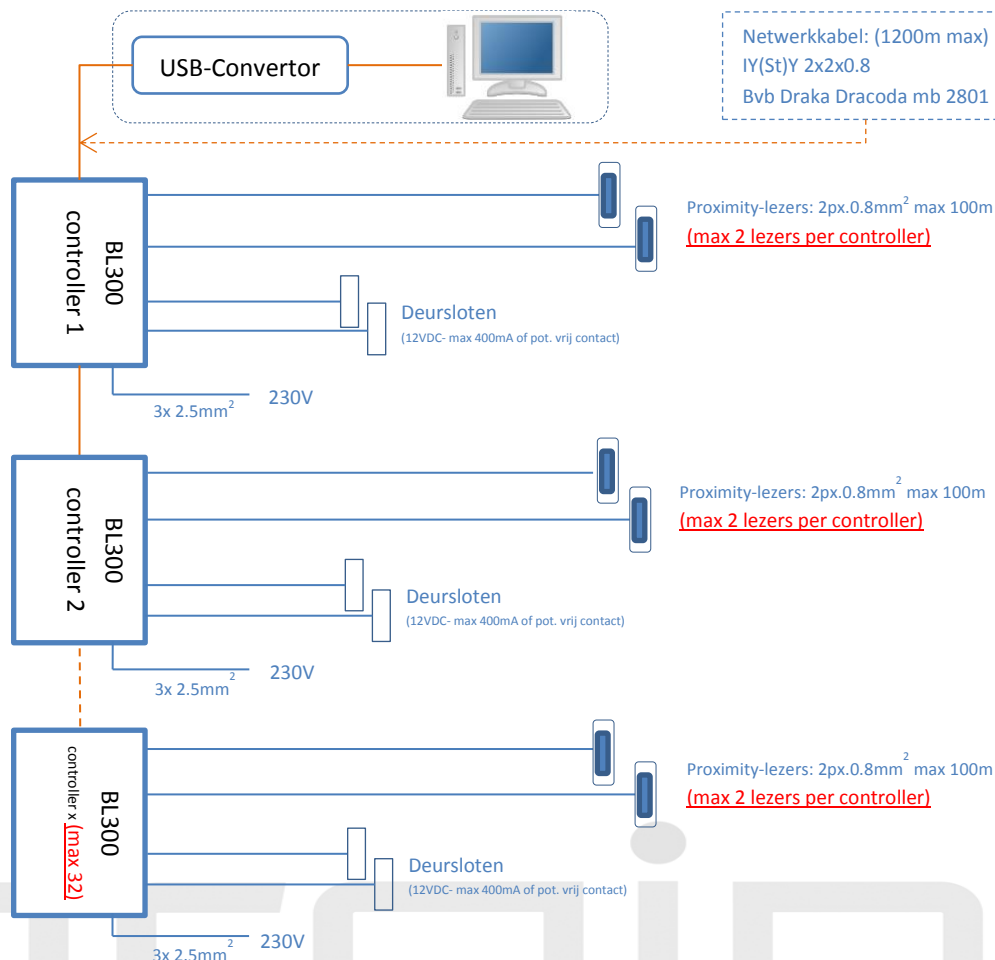 USB-Convertor
Netwerkkabel: (1200m max)
IY(St)Y 2x2x0.8
Bvb Draka Dracoda mb 2801
BL300
controller 1
Proximity-lezers: 2px.0.8mm² max 100m
(max 2 lezers per controller)
Deursloten
(12VDC- max 400mA of pot. vrij contact)
3x 2.5mm²
230V
BL300
controller 2
Proximity-lezers: 2px.0.8mm² max 100m
(max 2 lezers per controller)
Deursloten
(12VDC- max 400mA of pot. vrij contact)
3x 2.5mm²
230V
BL300
controller x (max 32)
Proximity-lezers: 2px.0.8mm² max 100m
(max 2 lezers per controller)
Deursloten
(12VDC- max 400mA of pot. vrij contact)
3x 2.5mm²
230V